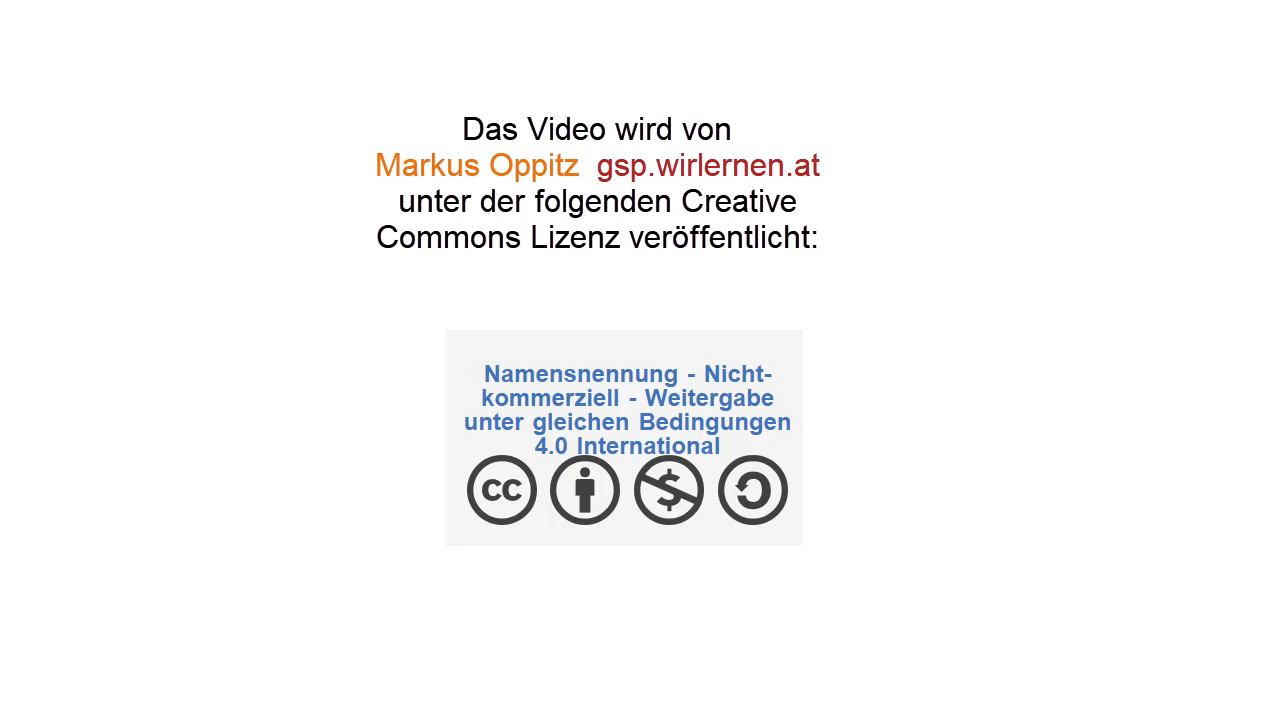 Das Video wird von
Markus Oppitz gsp.wirlernen.at
unter der folgenden Creative
Commons Lizenz veröffentlicht:
Namensnennung - Nicht-
kommerziell - Weitergabe
unter gleichen Bedingungen
4.0 International
cc $